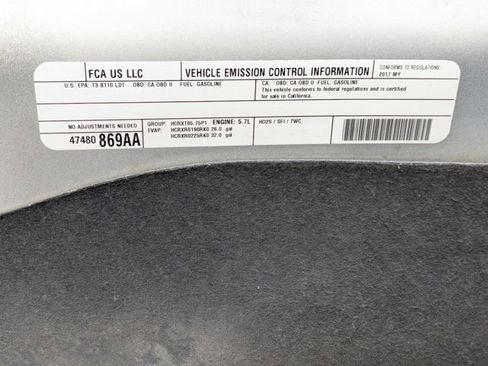 FCA US LLC
VEHICLE EMISSION CONTROL INFORMATION
CONFORMS TO REGULATIONS:
2017 MY
U.S. EPA: T3 B110 LDT OBD: CA OBD II FUEL: GASOLINE
CA: OBD: CA OBD II FUEL: GASOLINE
This vehicle conforms to federal regulations and is certified
for sale in California.
NO ADJUSTMENTS NEEDED
47480 869AA
GROUP: HCRXT05.75P1 ENGINE: 5.7L
EVAP: HCRXR0190RK0 26.0 gal
HCRXR0225RK0 32.0 gal
HO2S / SFI / TWC